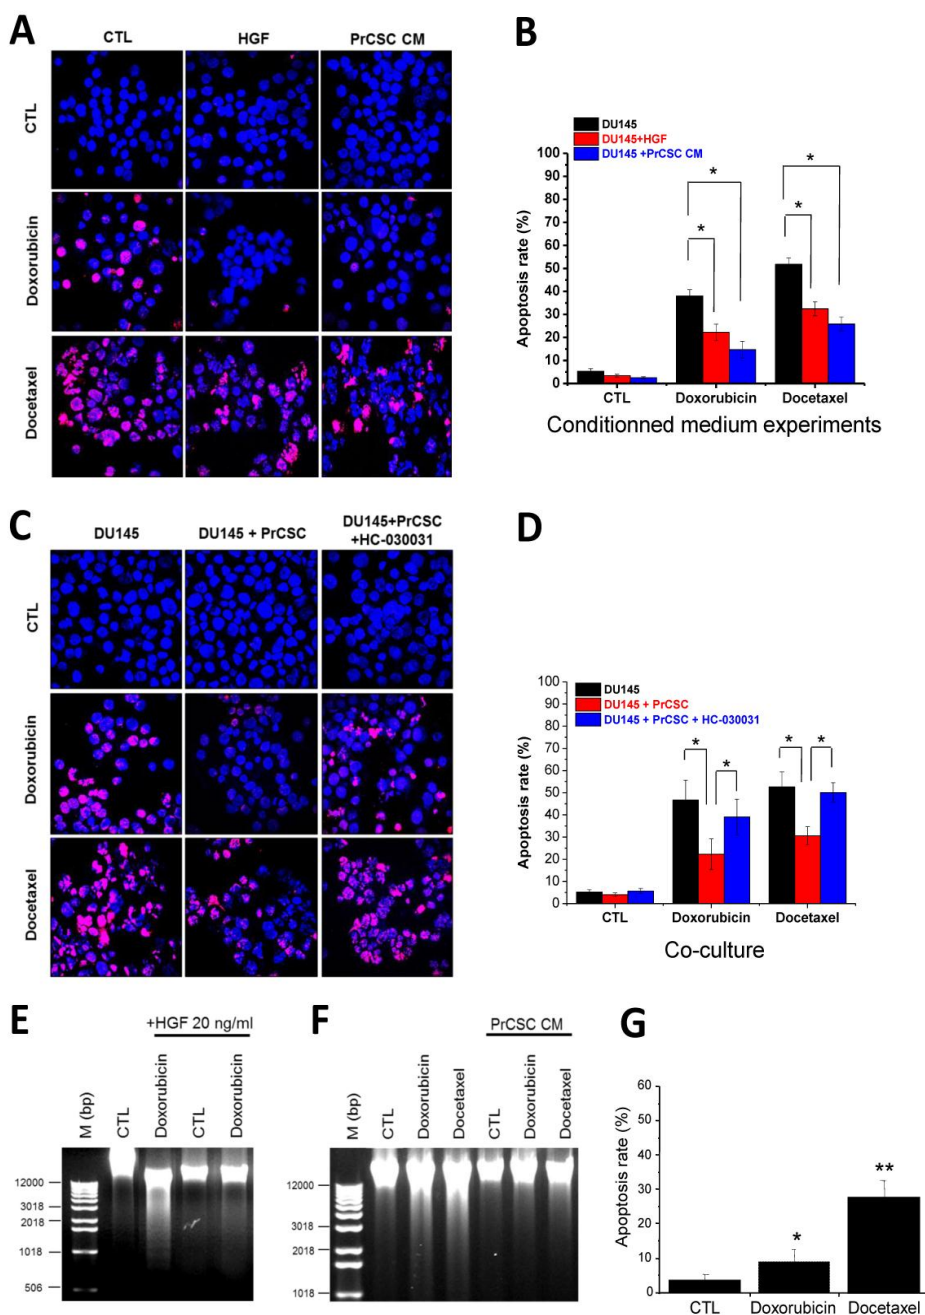 A
CTL
HGF
PrCSC CM
CTL
Doxorubicin
Docetaxel
B
DU145
DU145+HGF
DU145 +PrCSC CM
Apoptosis rate (%)
100
90
80
70
60
50
40
30
20
10
0
*
*
*
*
CTL
Doxorubicin
Docetaxel
Conditionned medium experiments
C
DU145
DU145 + PrCSC
DU145+PrCSC
+HC-030031
CTL
Doxorubicin
Docetaxel
D
DU145
DU145 + PrCSC
DU145 + PrCSC + HC-030031
Apoptosis rate (%)
100
90
80
70
60
50
40
30
20
10
0
*
*
*
*
CTL
Doxorubicin
Docetaxel
Co-culture
E
+HGF 20 ng/ml
M (bp)
CTL
Doxorubicin
CTL
Doxorubicin
12000
3018
2018
1018
506
F
PrCSC CM
M (bp)
CTL
Doxorubicin
Docetaxel
CTL
Doxorubicin
Docetaxel
12000
3018
2018
1018
G
Apoptosis rate (%)
60
50
40
30
20
10
0
*
**
CTL
Doxorubicin
Docetaxel